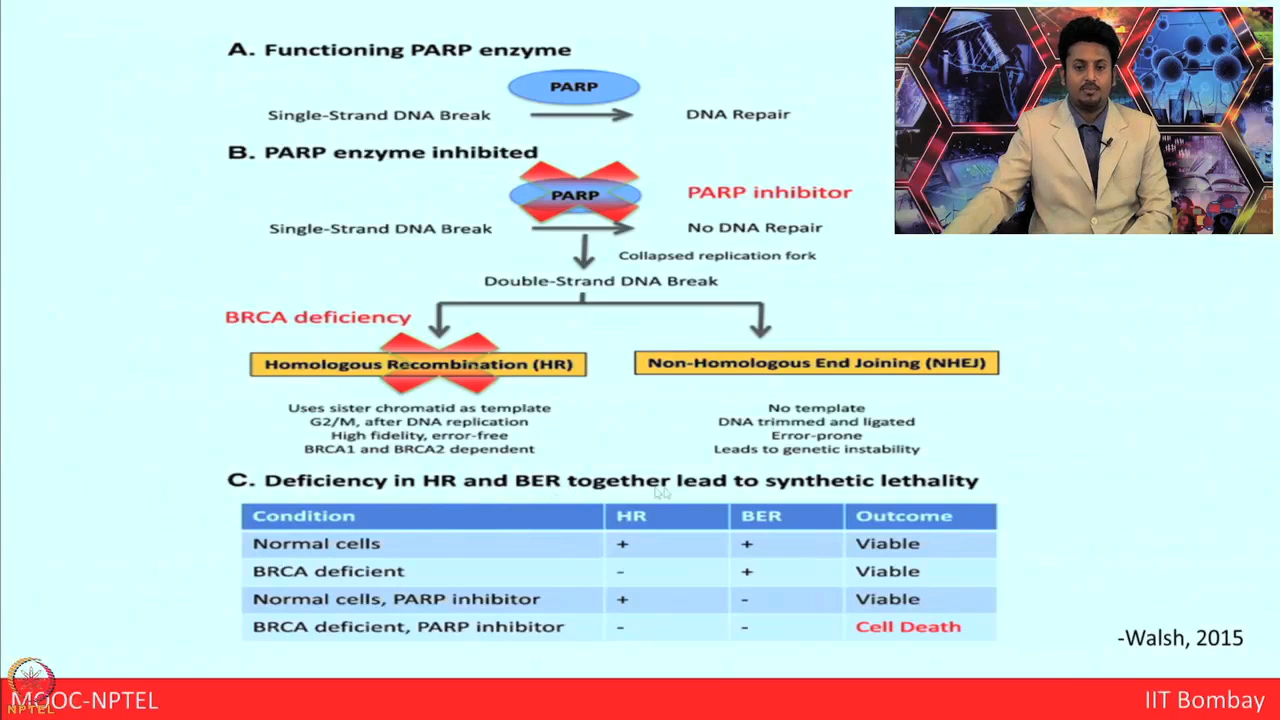 A. Functioning PARP enzyme
PARP
Single-Strand DNA Break
DNA Repair
B. PARP enzyme inhibited
PARP
PARP inhibitor
Single-Strand DNA Break
No DNA Repair
Collapsed replication fork
Double-Strand DNA Break
BRCA deficiency
Homologous Recombination (HR)
Uses sister chromatid as template
G2/M, after DNA replication
High fidelity, error-free
BRCA1 and BRCA2 dependent
Non-Homologous End Joining (NHEJ)
No template
DNA trimmed and ligated
Error-prone
Leads to genetic instability
C. Deficiency in HR and BER together lead to synthetic lethality
Condition HR BER Outcome
Normal cells + + Viable
BRCA deficient - + Viable
Normal cells, PARP inhibitor + - Viable
BRCA deficient, PARP inhibitor - - Cell Death
-Walsh, 2015
MOOC-NPTEL
NPTEL
IIT Bombay